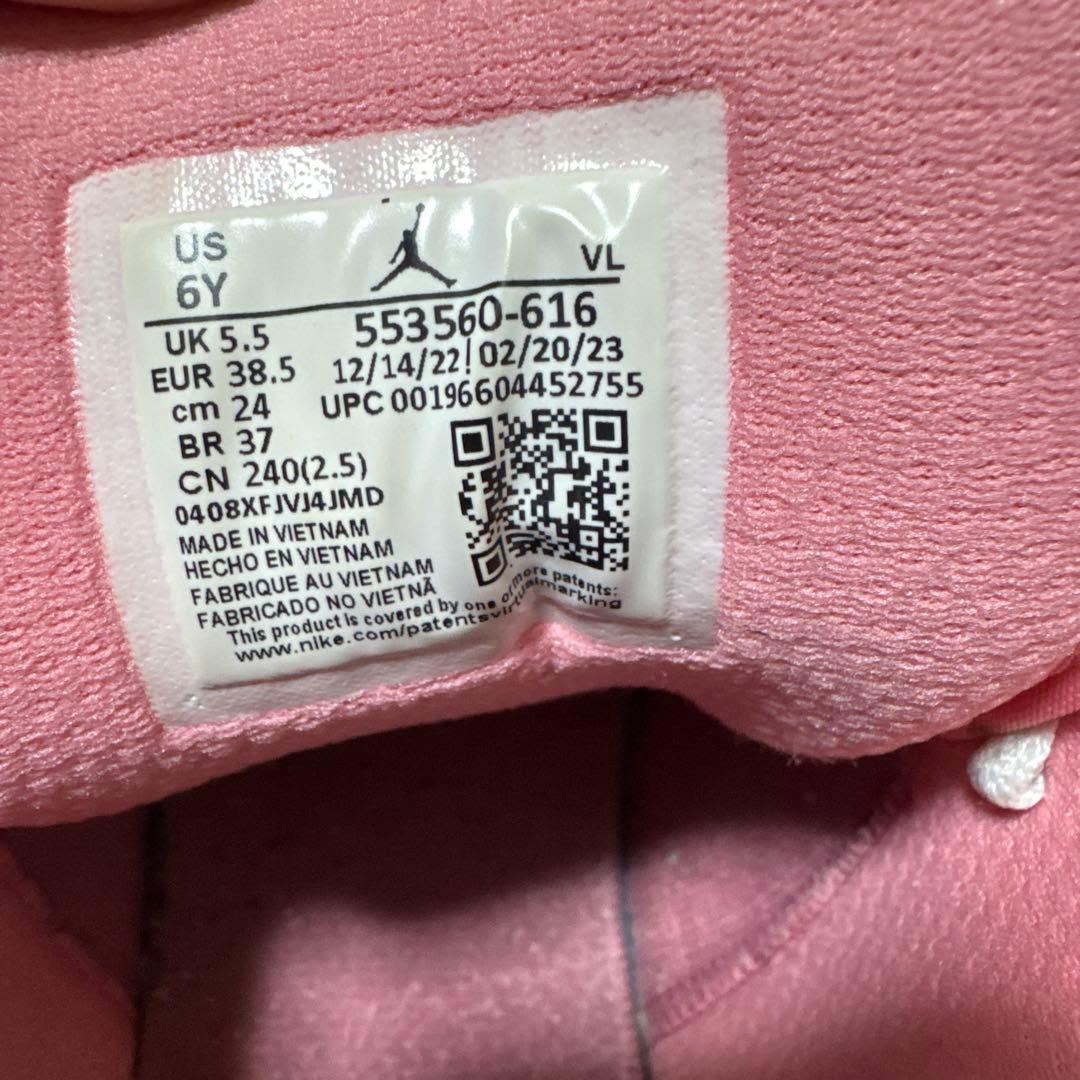 US
6Y
VL
UK 5.5
553560-616
EUR 38.5
12/14/22 02/20/23
cm 24
UPC 00196604452755
BR 37
CN 240(2.5)
0408XFJVJ4JMD
MADE IN VIETNAM
HECHO EN VIETNAM
FABRIQUE AU VIETNAM
FABRICADO NO VIETNÃ
This product is covered by one or more patents:
www.nike.com/patentsvirtualmarking